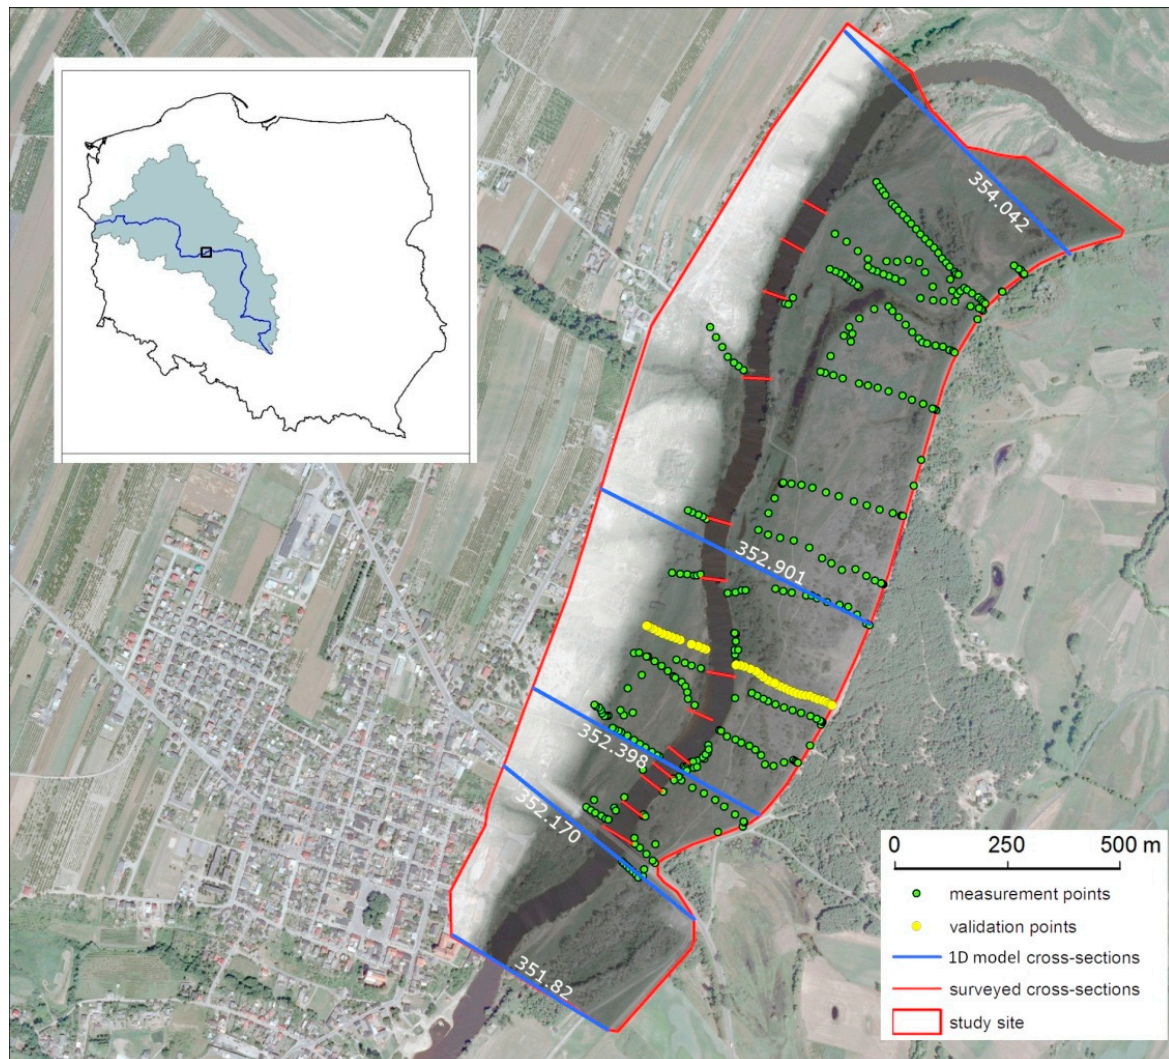 354.042
352.901
352.398
352.170
351.82
0 250 500 m
measurement points
validation points
1D model cross-sections
surveyed cross-sections
study site